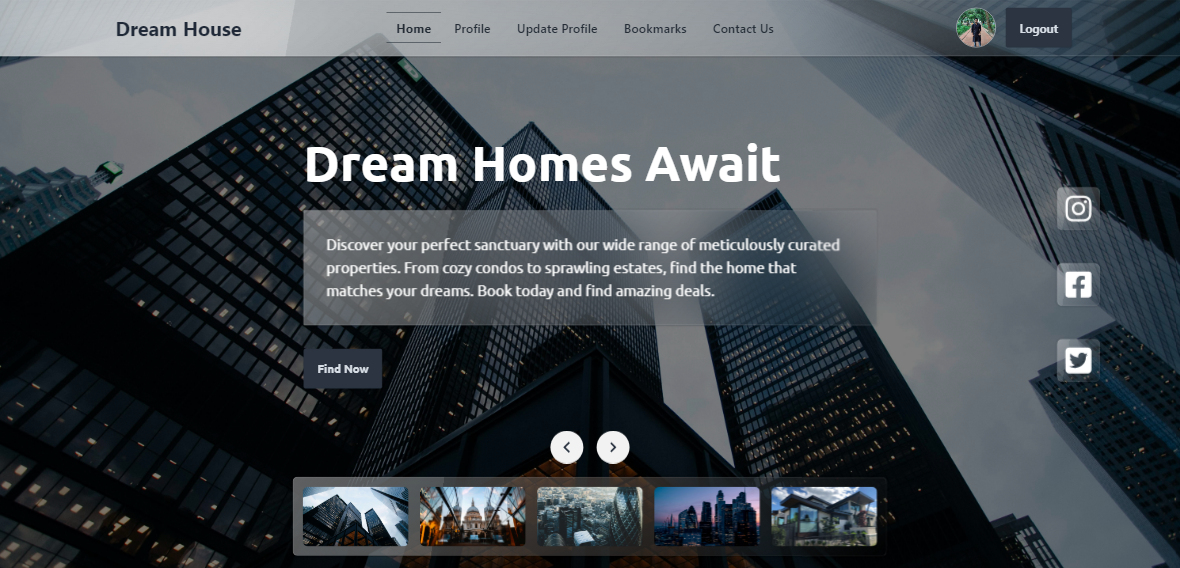 Dream House
Home
Profile
Update Profile
Bookmarks
Contact Us
Logout
Dream Homes Await
Discover your perfect sanctuary with our wide range of meticulously curated
properties. From cozy condos to sprawling estates, find the home that
matches your dreams. Book today and find amazing deals.
Find Now